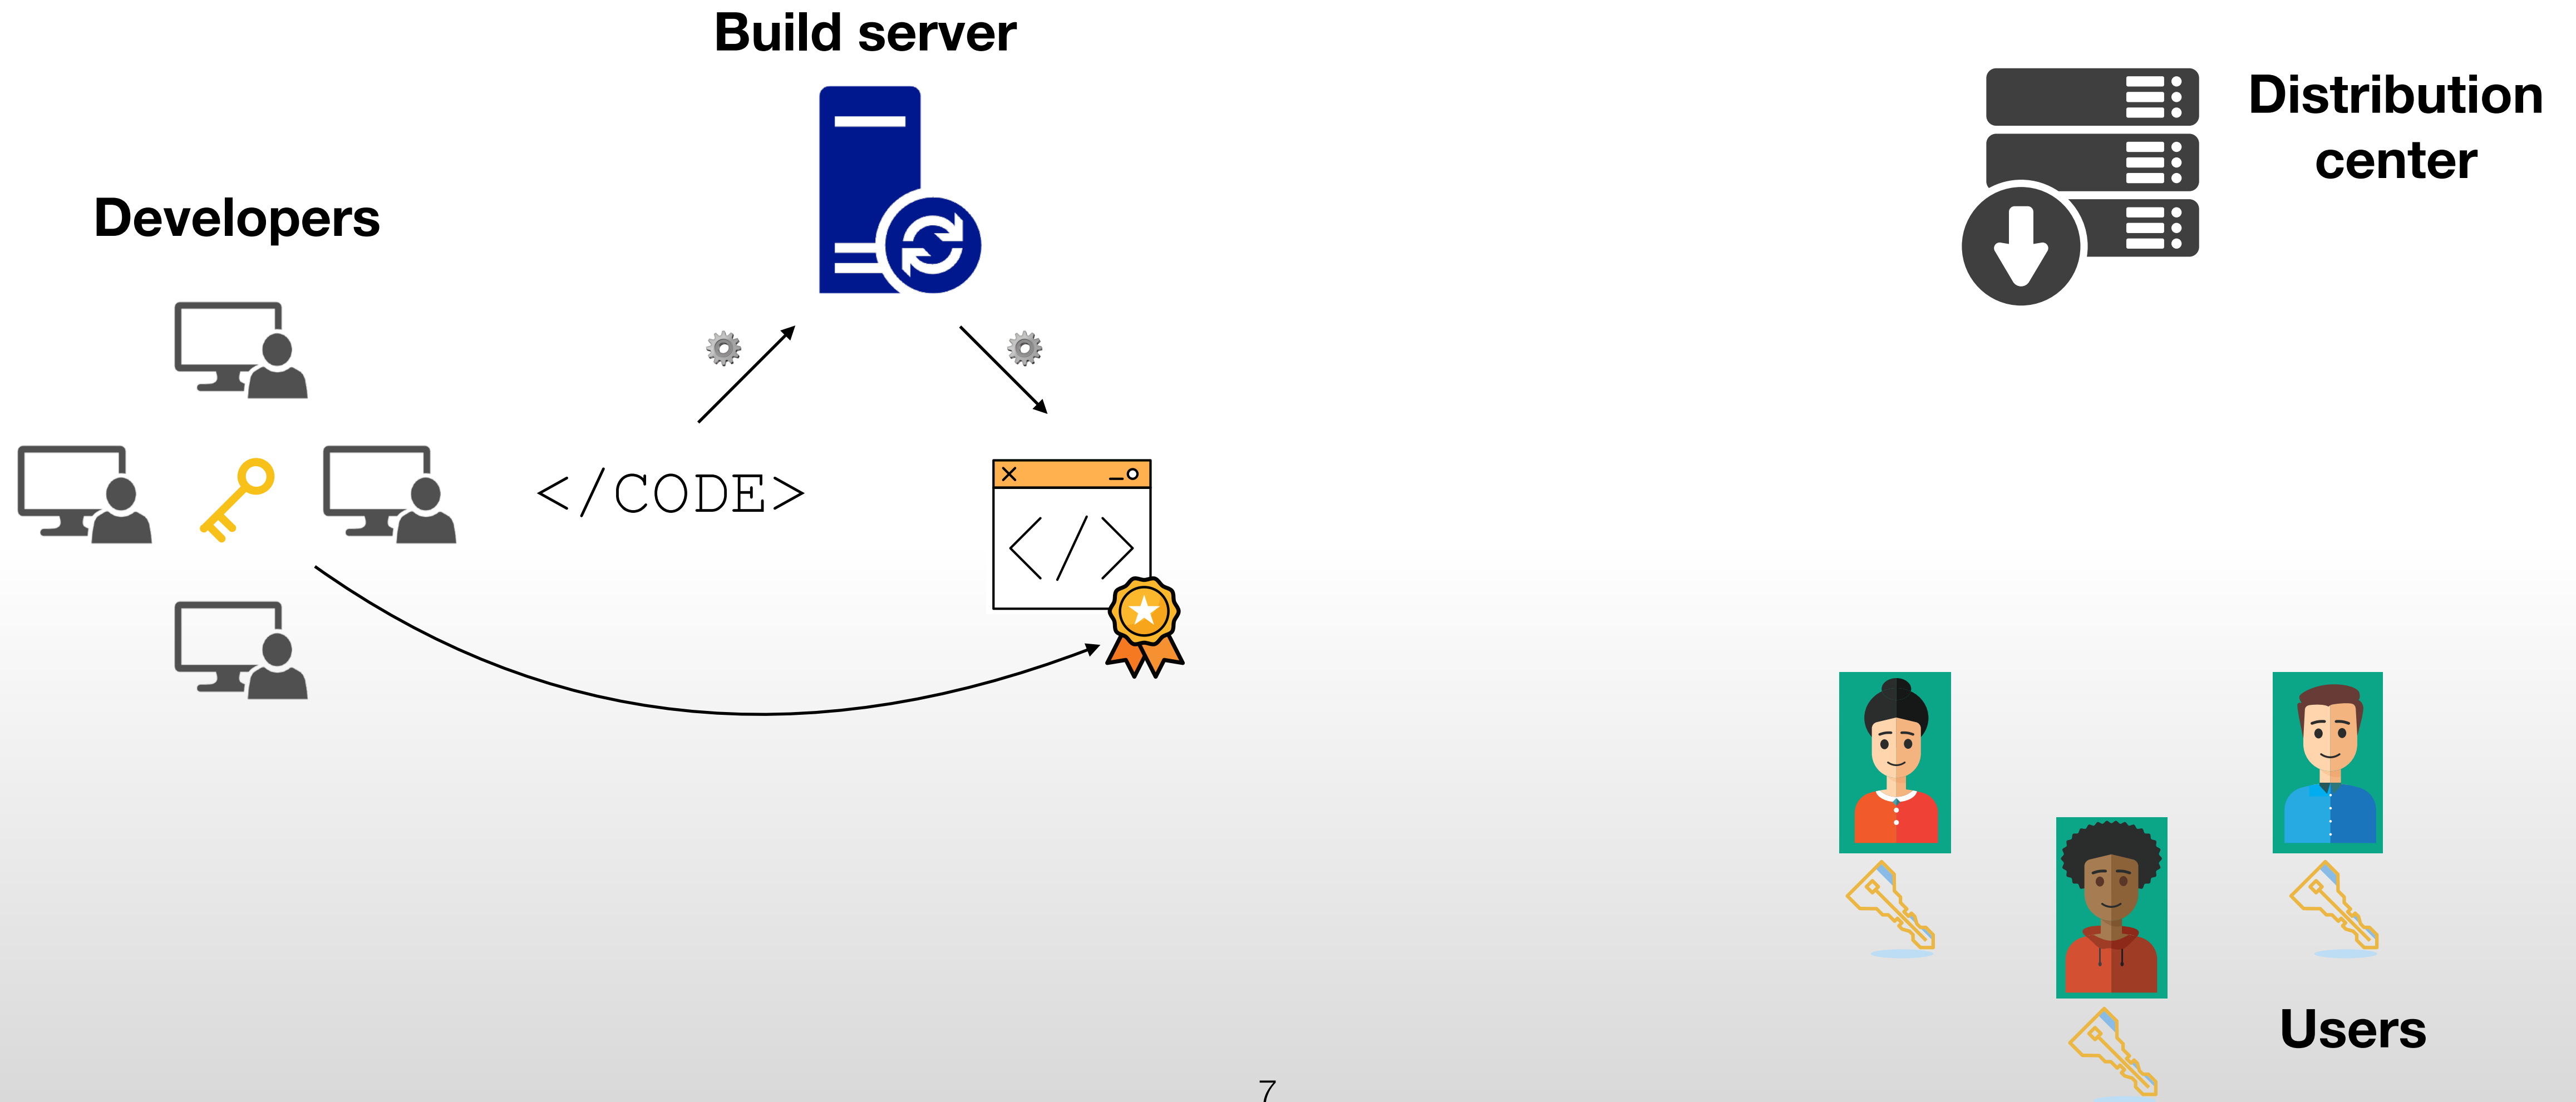 Build server
Distribution
center
Developers
</CODE>
</>
Users
7